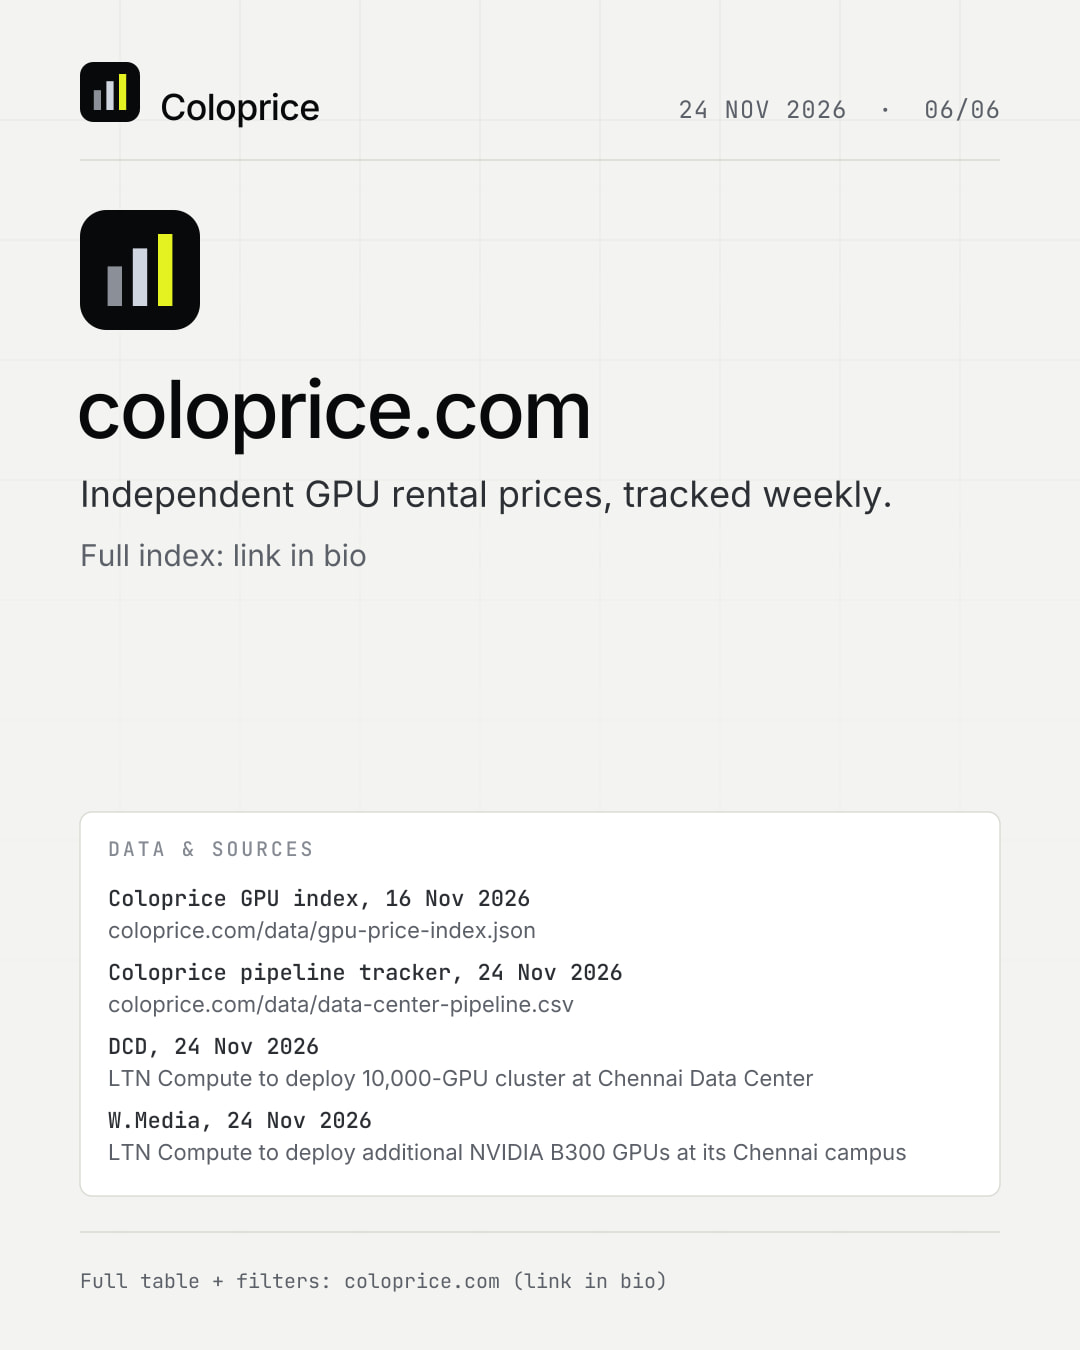 Coloprice
24 NOV 2026 · 06/06
coloprice.com
Independent GPU rental prices, tracked weekly.
Full index: link in bio
DATA & SOURCES
Coloprice GPU index, 16 Nov 2026
coloprice.com/data/gpu-price-index.json
Coloprice pipeline tracker, 24 Nov 2026
coloprice.com/data/data-center-pipeline.csv
DCD, 24 Nov 2026
LTN Compute to deploy 10,000-GPU cluster at Chennai Data Center
W.Media, 24 Nov 2026
LTN Compute to deploy additional NVIDIA B300 GPUs at its Chennai campus
Full table + filters: coloprice.com (link in bio)